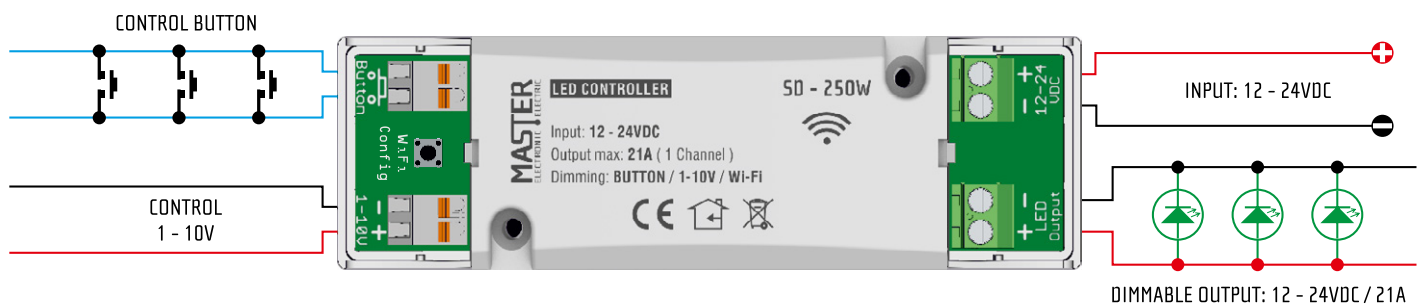 CONTROL BUTTON
Button
WiFi
Config
CONTROL
1 - 10V
- +
1-10V
MASTER
ELECTRONIC ELECTRIC
LED CONTROLLER
SD - 250W
Input: 12 - 24VDC
Output max: 21A ( 1 Channel )
Dimming: BUTTON / 1-10V / Wi-Fi
CE
+ -
12-24
VDC
INPUT: 12 - 24VDC
- +
LED
Output
DIMMABLE OUTPUT: 12 - 24VDC / 21A